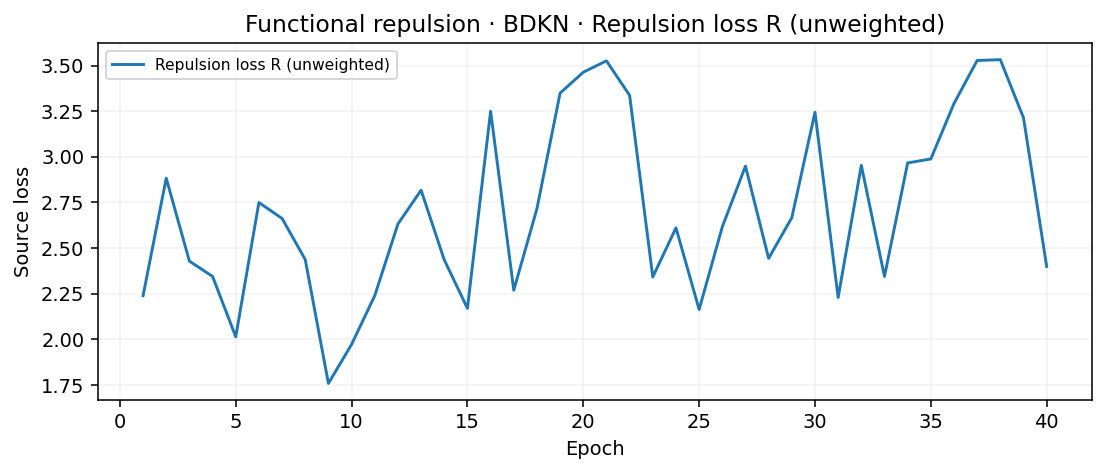 Functional repulsion · BDKN · Repulsion loss R (unweighted)
Repulsion loss R (unweighted)
Source loss
3.50
3.25
3.00
2.75
2.50
2.25
2.00
1.75
0 5 10 15 20 25 30 35 40
Epoch